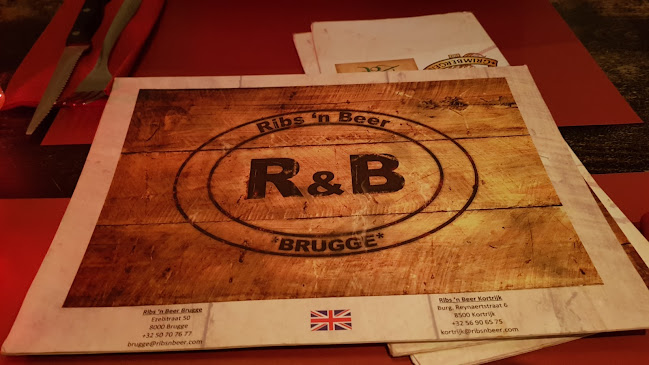 GRIMBERGEN
Ribs 'n Beer
R&B
*BRUGGE*
Ribs 'n Beer Brugge
Ezelstraat 50
8000 Brugge
+32 50 70 76 77
brugge@ribsnbeer.com
Ribs 'n Beer Kortrijk
Burg. Reynaertstraat 6
8500 Kortrijk
+32 56 90 65 75
kortrijk@ribsnbeer.com